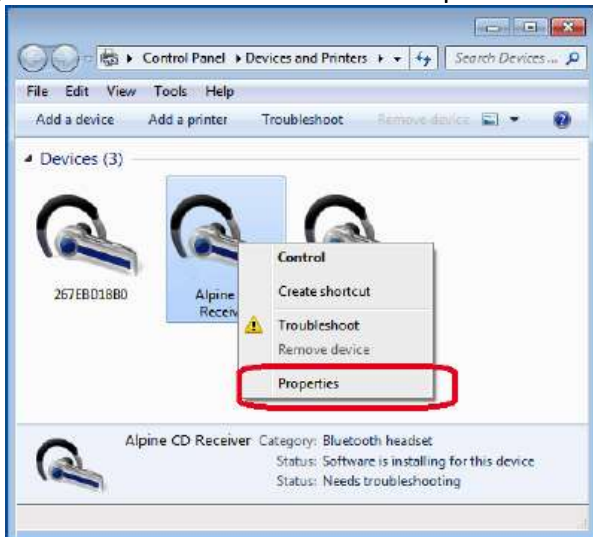 Control Panel ▸ Devices and Printers
Search Devices ...
File Edit View Tools Help
Add a device Add a printer Troubleshoot Remove device
Devices (3)
267EBD18B0
Alpine
Control
Create shortcut
Troubleshoot
Remove device
Properties
Alpine CD Receiver Category: Bluetooth headset
Status: Software is installing for this device
Status: Needs troubleshooting